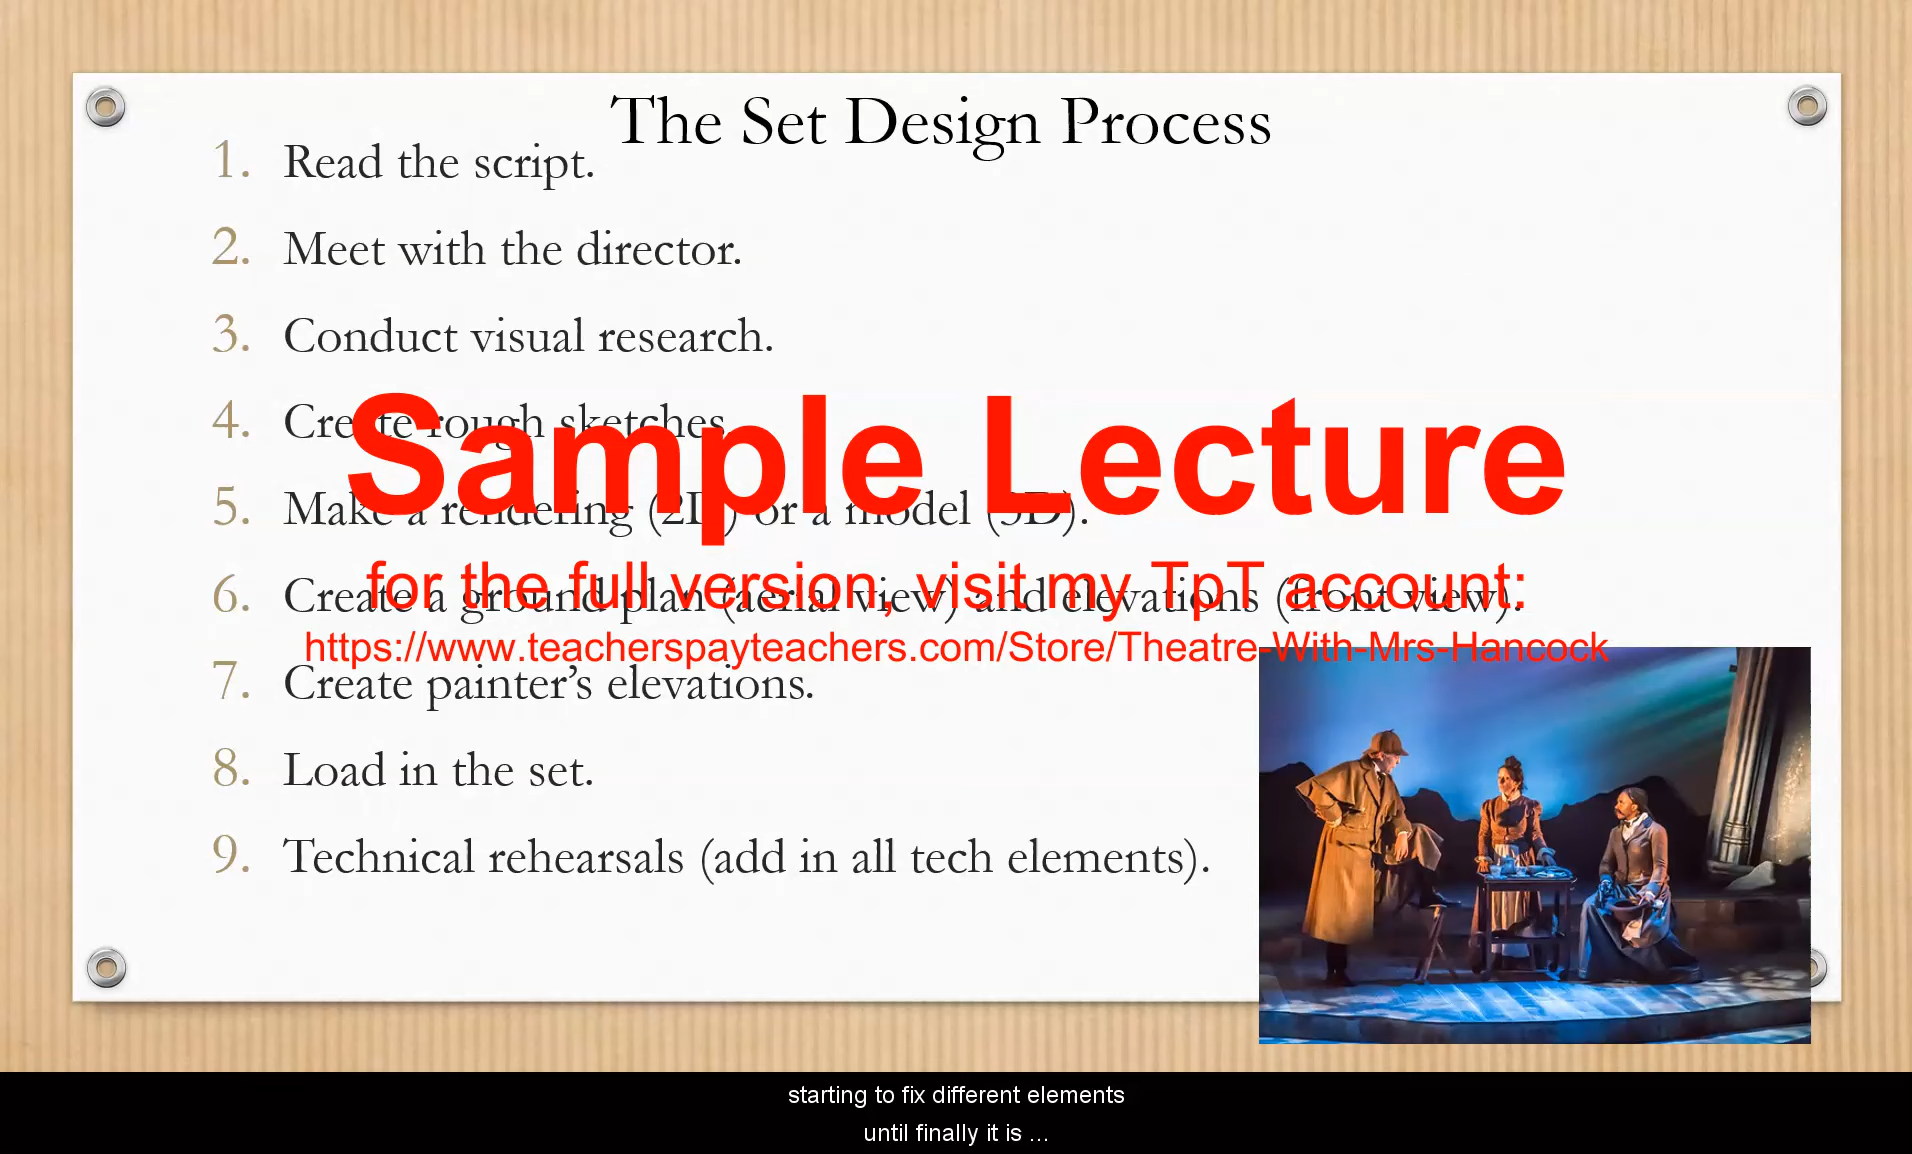 The Set Design Process
1. Read the script.
2. Meet with the director.
3. Conduct visual research.
4. Create rough sketches.
Sample Lecture
5. Make a rendering (2D) or a model (3D).
for the full version, visit my TpT account:
6. Create a ground plan (aerial view) and elevations (front view).
https://www.teacherspayteachers.com/Store/Theatre-With-Mrs-Hancock
7. Create painter’s elevations.
8. Load in the set.
9. Technical rehearsals (add in all tech elements).
starting to fix different elements
until finally it is ...